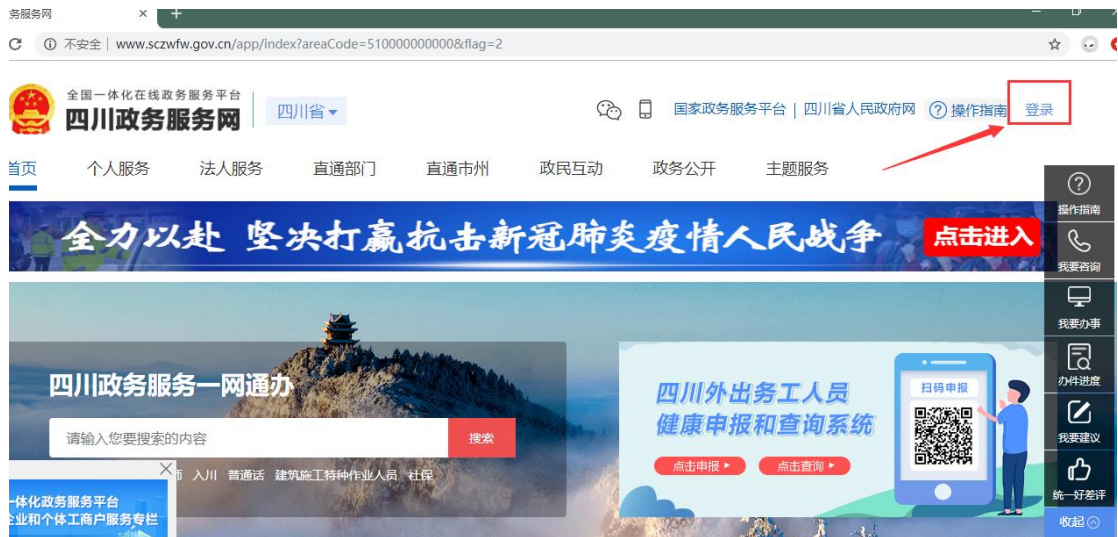 务服务网
不安全 | www.sczwfw.gov.cn/app/index?areaCode=510000000000&flag=2
全国一体化在线政务服务平台
四川政务服务网
四川省
国家政务服务平台 | 四川省人民政府网
操作指南
登录
首页 个人服务 法人服务 直通部门 直通市州 政民互动 政务公开 主题服务
全力以赴 坚决打赢抗击新冠肺炎疫情人民战争
点击进入
四川政务服务一网通办
请输入您要搜索的内容
搜索
入川 普通话 建筑施工特种作业人员 社保
一体化政务服务平台
企业和个体工商户服务专栏
四川外出务工人员
健康申报和查询系统
点击申报 点击查询
扫码申报
操作指南
我要咨询
我要办事
办件进度
我要建议
统一好差评
收起